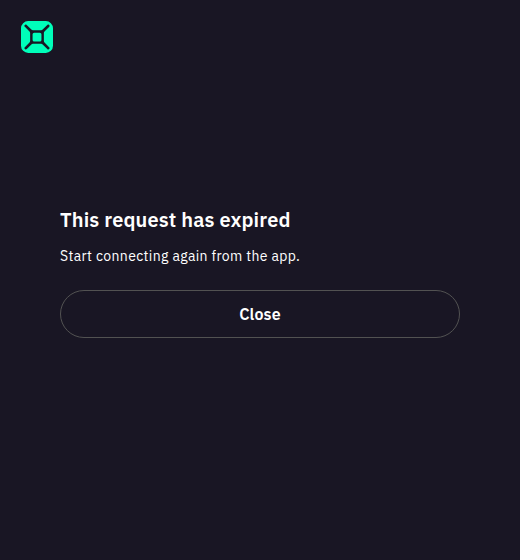 This request has expired
Start connecting again from the app.
Close